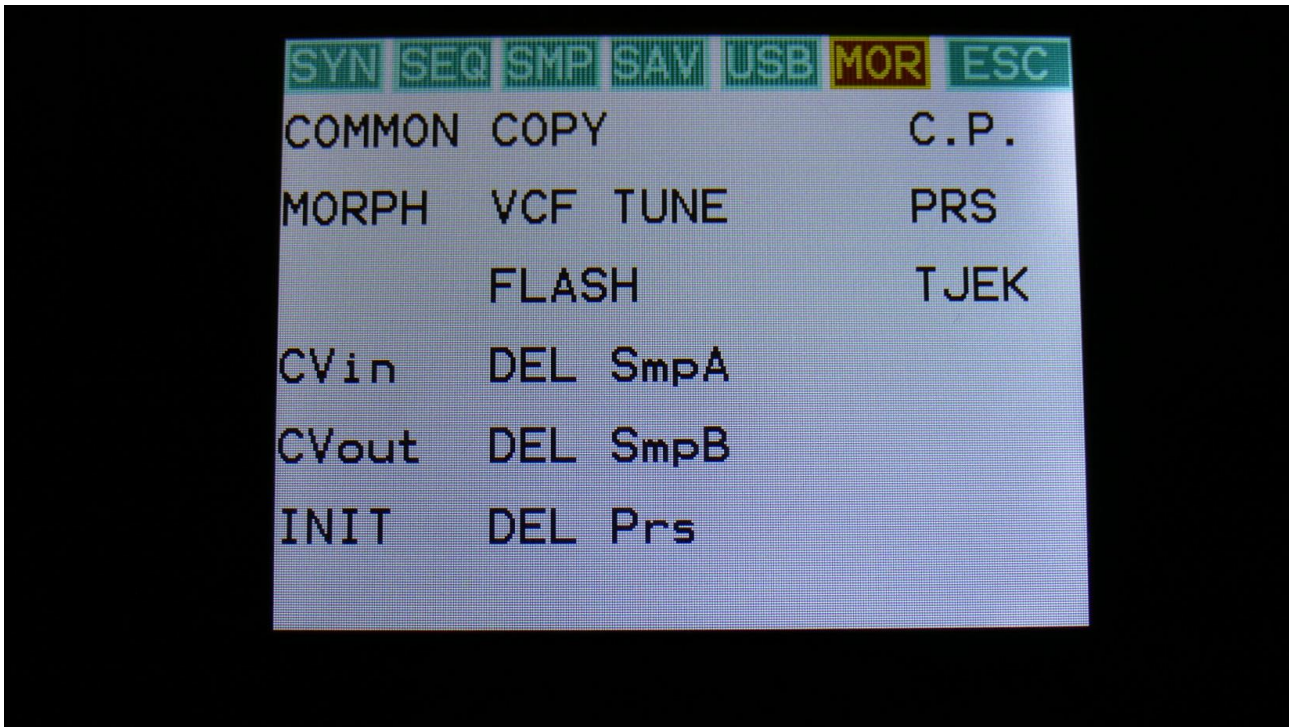 SYN SEQ SMP SAV USB MOR ESC
COMMON COPY C.P.
MORPH VCF TUNE PRS
FLASH TJEK
CVin DEL SmpA
CVout DEL SmpB
INIT DEL Prs